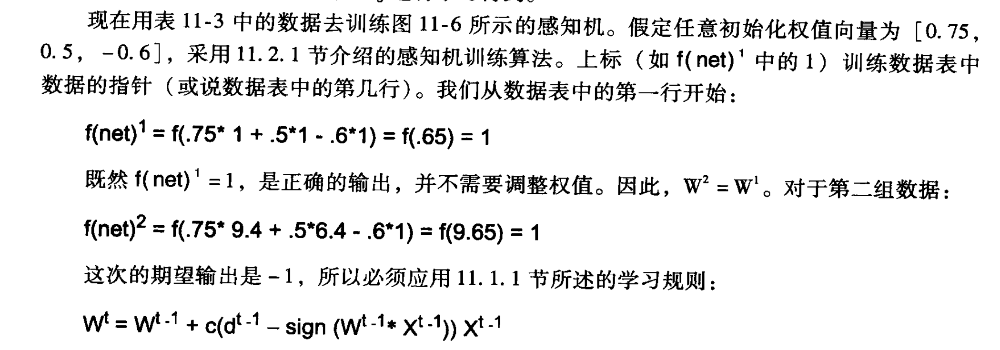 现在用表 11-3 中的数据去训练图 11-6 所示的感知机。假定任意初始化权值向量为 [0.75,
0.5, -0.6],采用 11.2.1 节介绍的感知机训练算法。上标(如 f(net)¹ 中的 1)训练数据表中
数据的指针(或说数据表中的第几行)。我们从数据表中的第一行开始:
f(net)¹ = f(.75* 1 + .5*1 - .6*1) = f(.65) = 1
既然 f(net)¹ = 1,是正确的输出,并不需要调整权值。因此,W² = W¹。对于第二组数据:
f(net)² = f(.75* 9.4 + .5*6.4 - .6*1) = f(9.65) = 1
这次的期望输出是 -1,所以必须应用 11.1.1 节所述的学习规则:
Wᵗ = Wᵗ⁻¹ + c(dᵗ⁻¹ – sign (Wᵗ⁻¹* Xᵗ⁻¹)) Xᵗ⁻¹